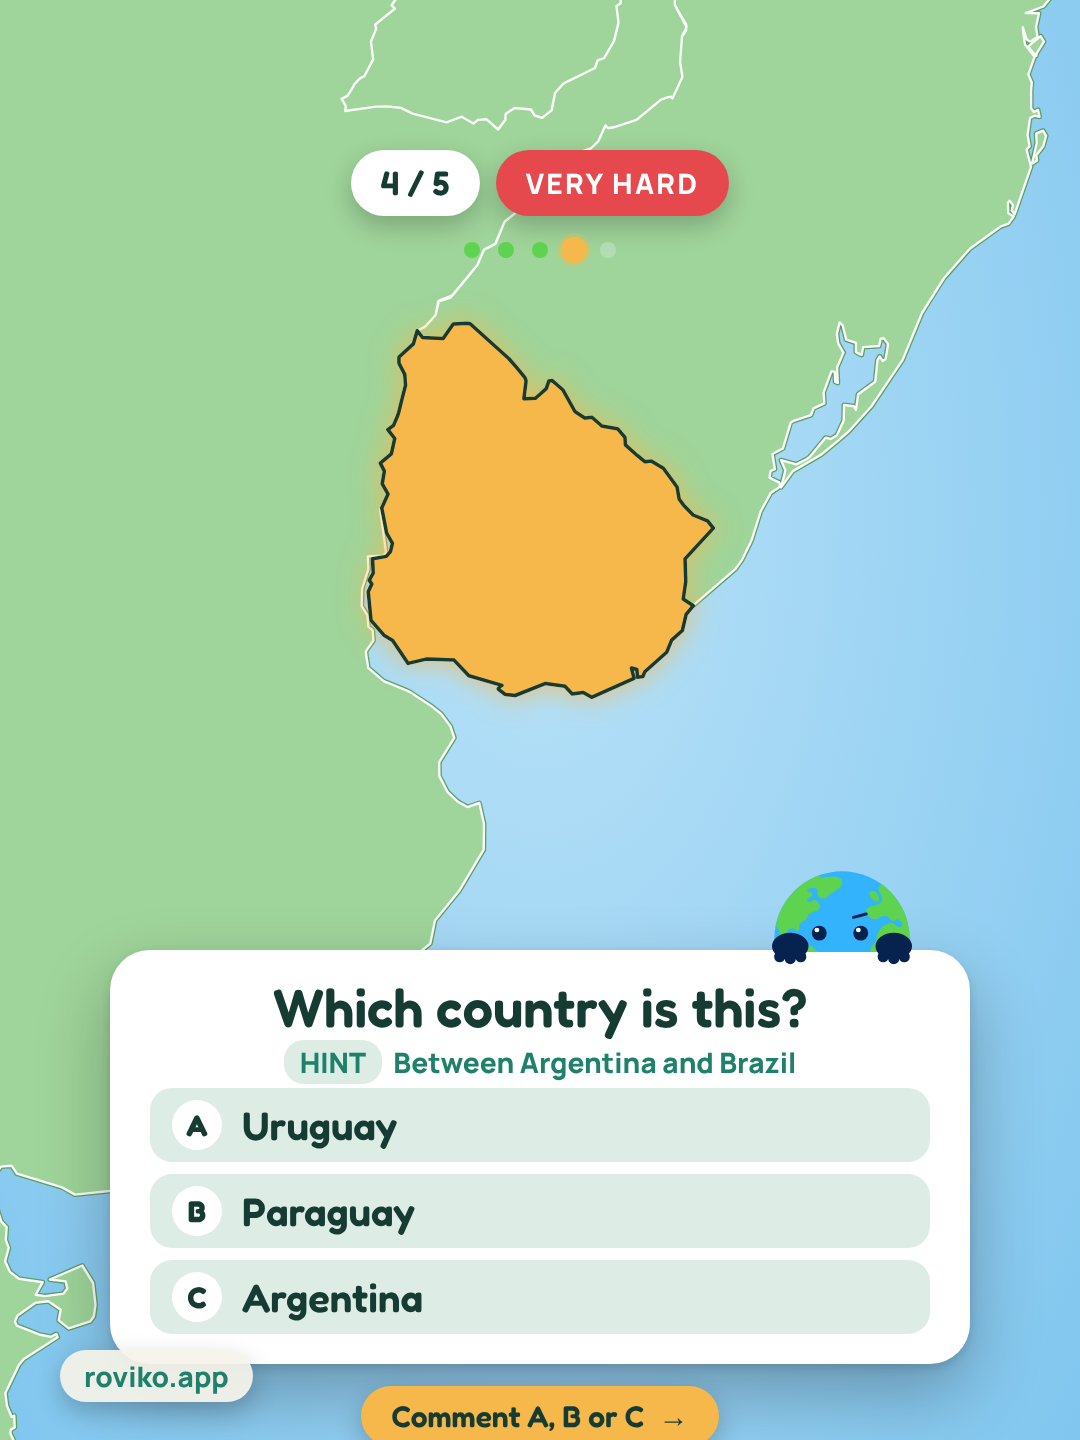 4 / 5
VERY HARD
Which country is this?
HINT Between Argentina and Brazil
A Uruguay
B Paraguay
C Argentina
roviko.app
Comment A, B or C →